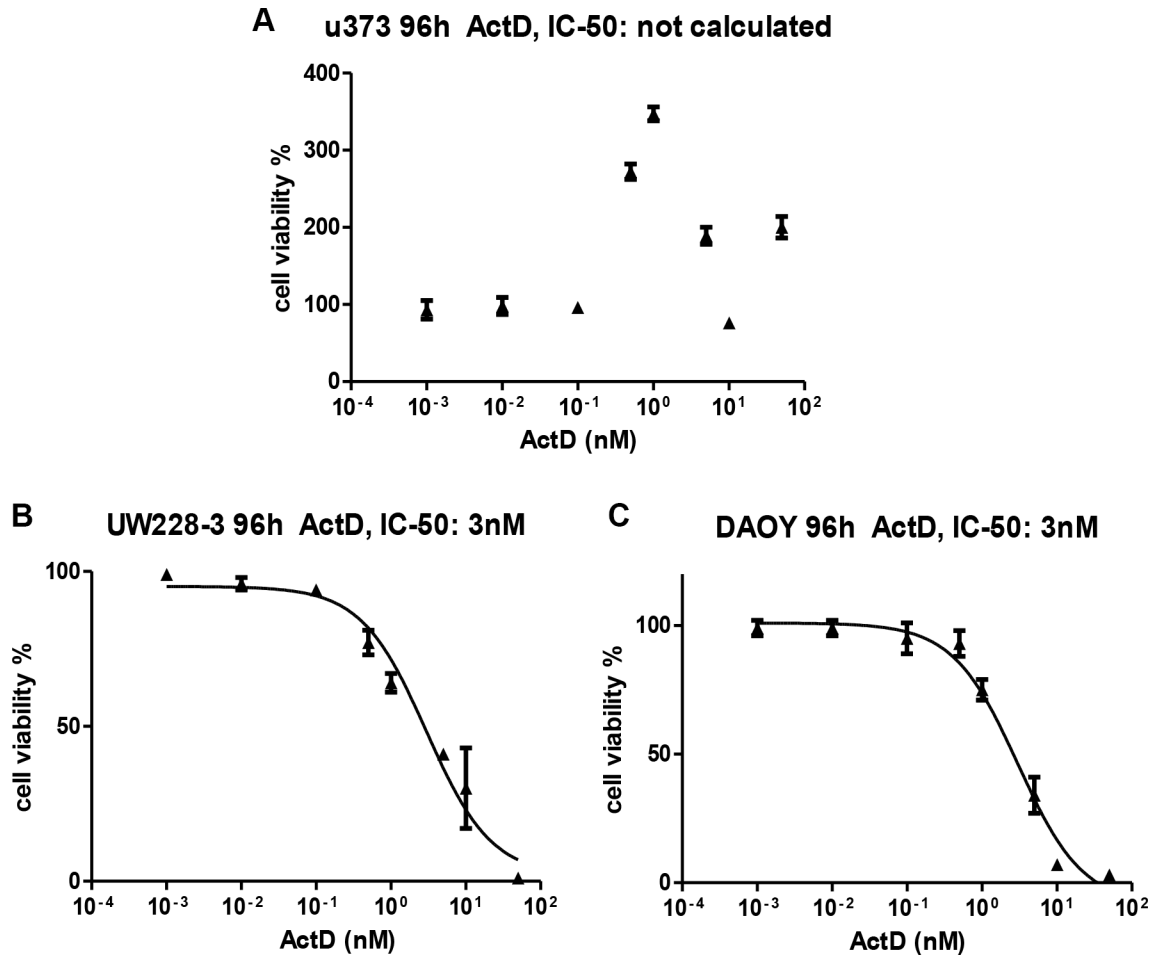 A
u373 96h ActD, IC-50: not calculated
400
300
200
100
0
cell viability %
10-4 10-3 10-2 10-1 100 101 102
ActD (nM)
B
UW228-3 96h ActD, IC-50: 3nM
100
50
0
cell viability %
10-4 10-3 10-2 10-1 100 101 102
ActD (nM)
C
DAOY 96h ActD, IC-50: 3nM
100
50
0
cell viability %
10-4 10-3 10-2 10-1 100 101 102
ActD (nM)